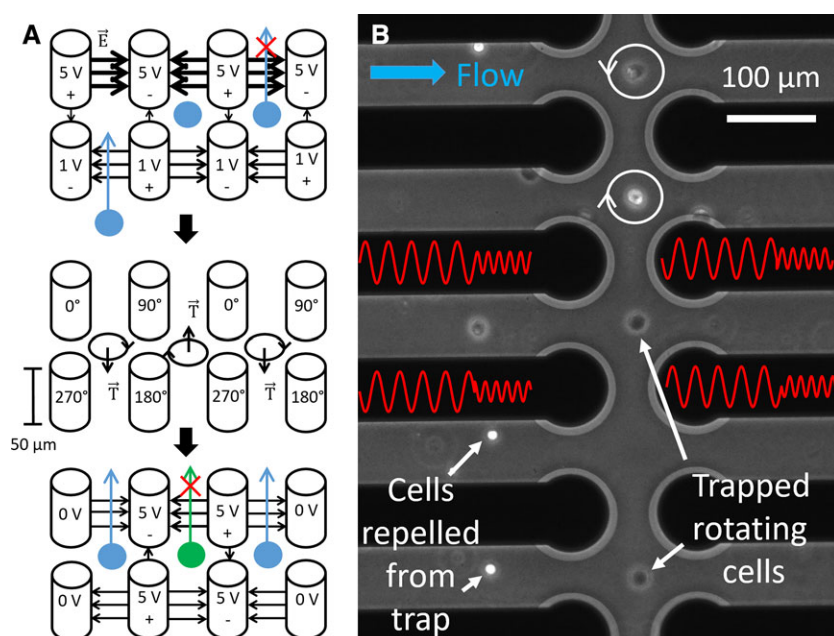 A
E⃗
5 V 5 V 5 V 5 V
+ - + -
1 V 1 V 1 V 1 V
- + - +
0° 90° 0° 90°
T⃗
270° 180° 270° 180°
T⃗ T⃗
50 µm
0 V 5 V 5 V 0 V
- +
0 V 5 V 5 V 0 V
+ -
B
Flow
100 µm
Cells
repelled
from
trap
Trapped
rotating
cells